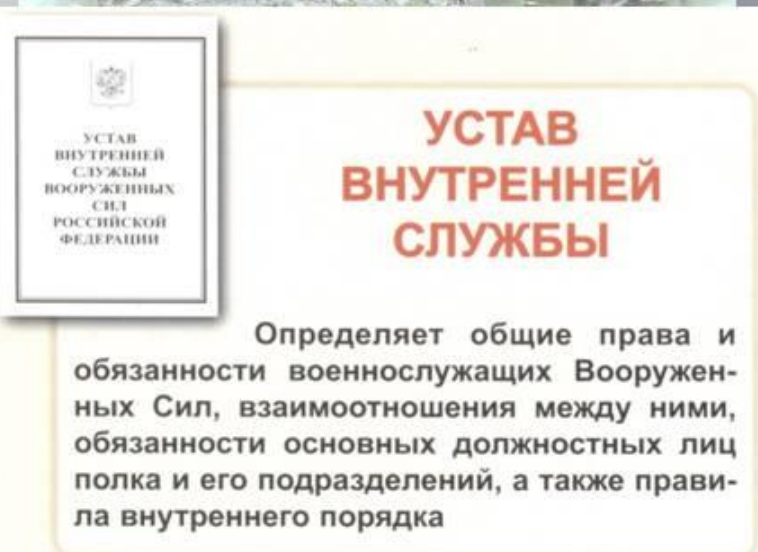 УСТАВ
ВНУТРЕННЕЙ
СЛУЖБЫ
ВООРУЖЕННЫХ
СИЛ
РОССИЙСКОЙ
ФЕДЕРАЦИИ
УСТАВ
ВНУТРЕННЕЙ
СЛУЖБЫ
Определяет общие права и
обязанности военнослужащих Вооружен-
ных Сил, взаимоотношения между ними,
обязанности основных должностных лиц
полка и его подразделений, а также прави-
ла внутреннего порядка